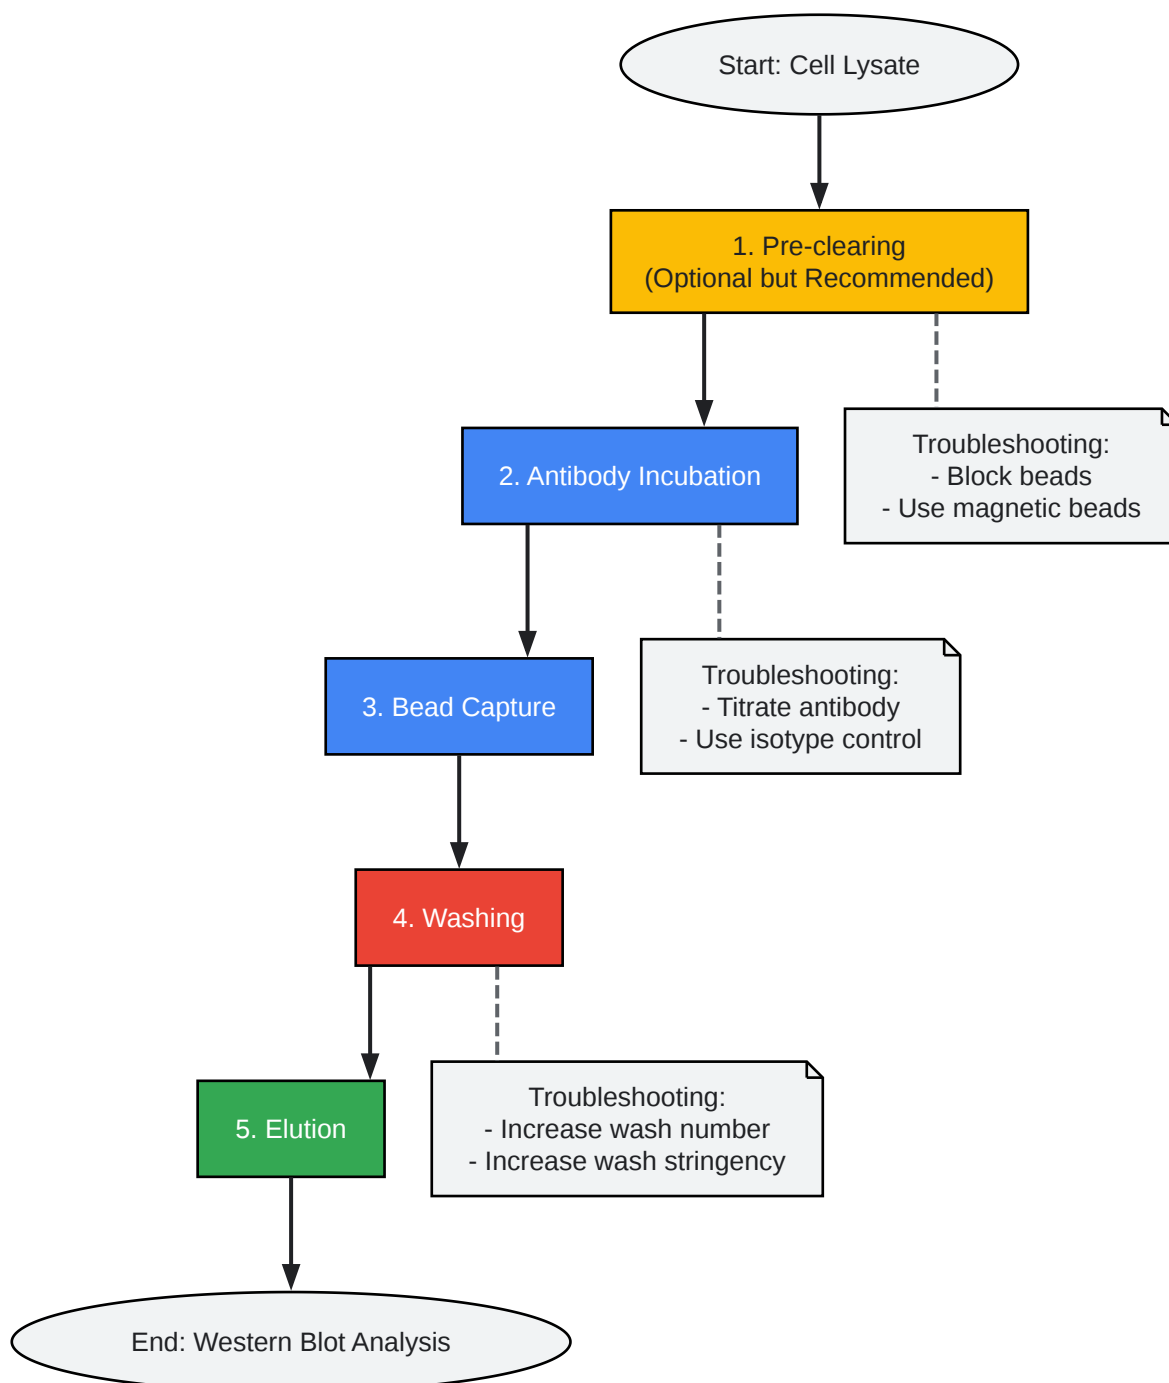 Start: Cell Lysate
1. Pre-clearing
(Optional but Recommended)
Troubleshooting:
- Block beads
- Use magnetic beads
2. Antibody Incubation
Troubleshooting:
- Titrate antibody
- Use isotype control
3. Bead Capture
4. Washing
Troubleshooting:
- Increase wash number
- Increase wash stringency
5. Elution
End: Western Blot Analysis